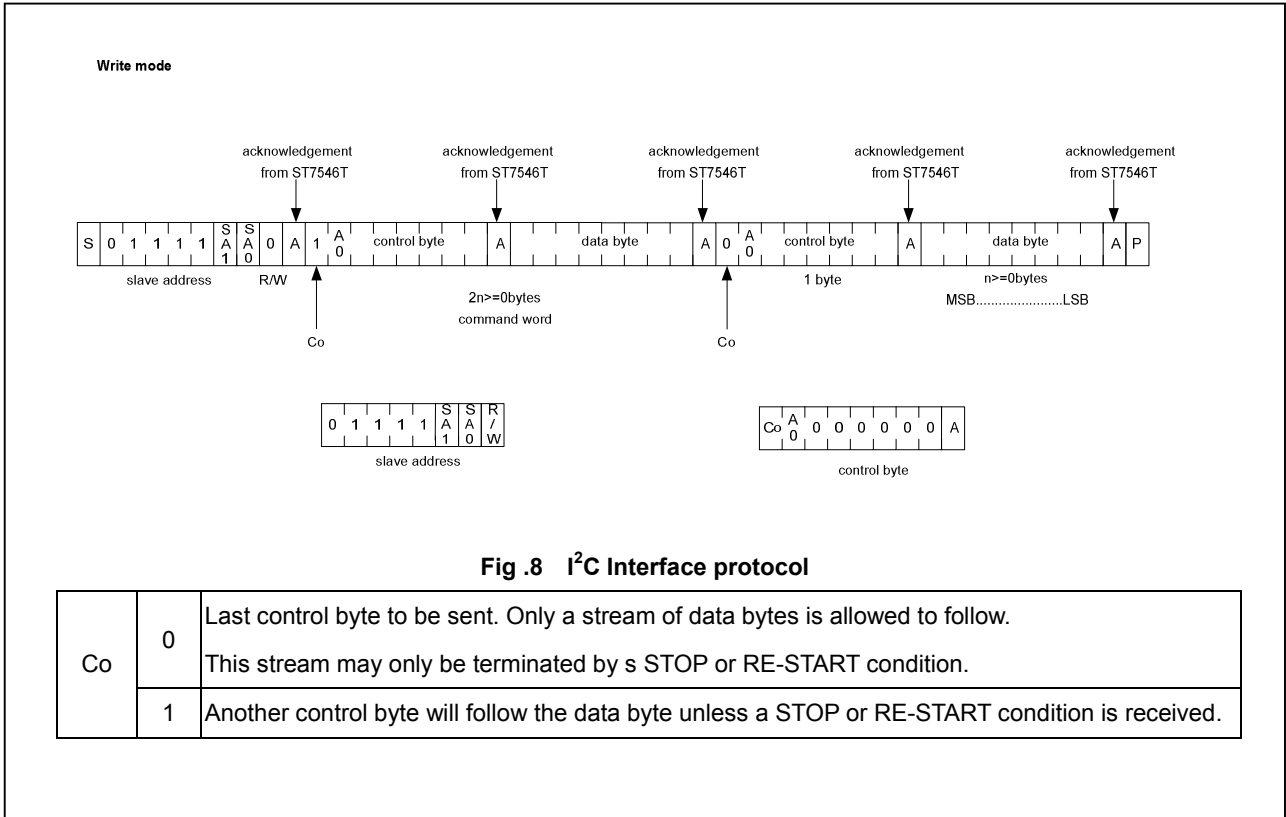 Write mode
acknowledgement acknowledgement acknowledgement acknowledgement acknowledgement
from ST7546T from ST7546T from ST7546T from ST7546T from ST7546T
S 0 1 1 1 1 SA1 SA0 0 A 1 A0 control byte A data byte A 0 A0 control byte A data byte A P
slave address R/W 1 byte n>=0bytes
2n>=0bytes MSB.......................LSB
command word
Co Co
0 1 1 1 1 SA1 SA0 R/W Co A0 0 0 0 0 0 0 A
slave address control byte
Fig .8 I²C Interface protocol
Co 0 Last control byte to be sent. Only a stream of data bytes is allowed to follow.
This stream may only be terminated by s STOP or RE-START condition.
1 Another control byte will follow the data byte unless a STOP or RE-START condition is received.